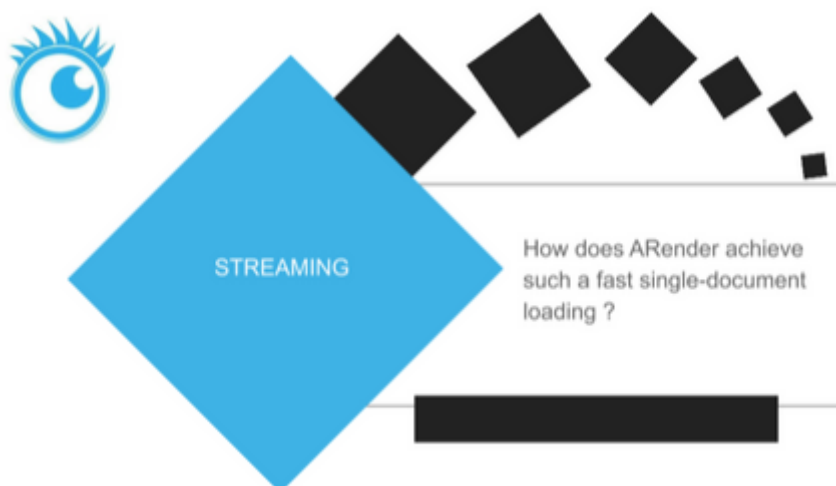 STREAMING
How does ARender achieve
such a fast single-document
loading ?